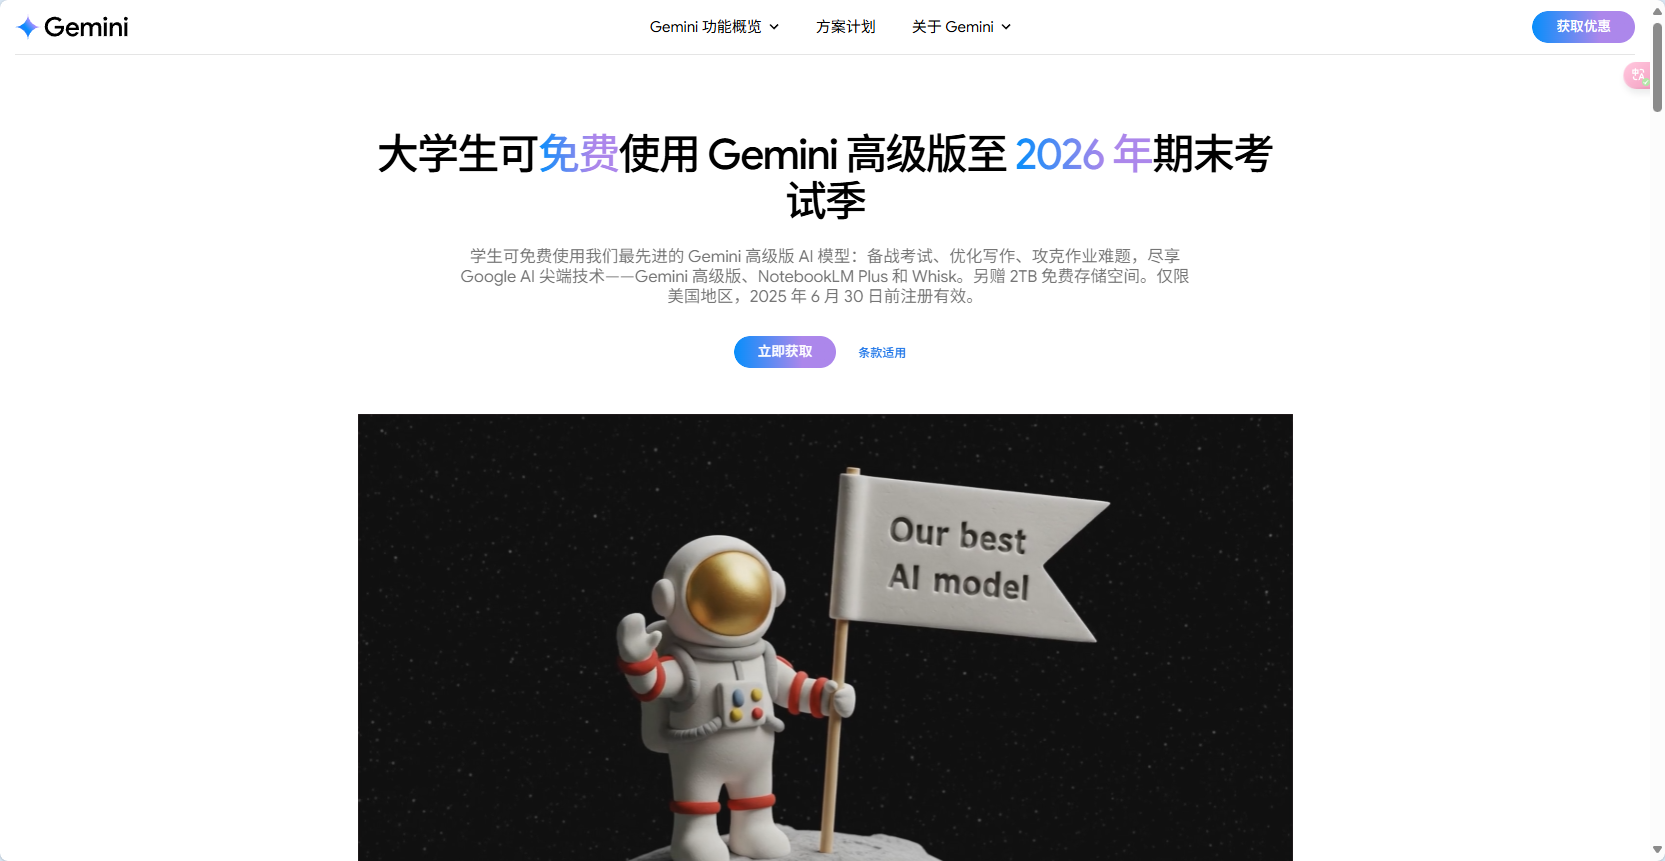 Gemini
Gemini 功能概览
方案计划
关于 Gemini
获取优惠
大学生可免费使用 Gemini 高级版至 2026 年期末考
试季
学生可免费使用我们最先进的 Gemini 高级版 AI 模型：备战考试、优化写作、攻克作业难题，尽享
Google AI 尖端技术——Gemini 高级版、NotebookLM Plus 和 Whisk。另赠 2TB 免费存储空间。仅限
美国地区，2025 年 6 月 30 日前注册有效。
立即获取
条款适用
Our best
AI model